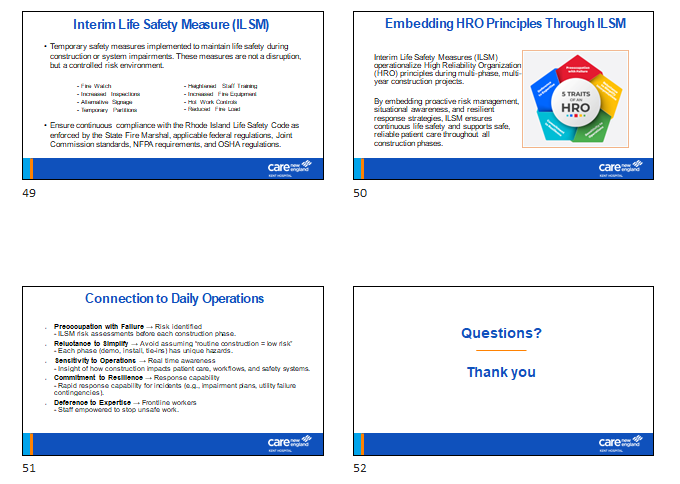 Interim Life Safety Measure (ILSM)
• Temporary safety measures implemented to maintain life safety during
construction or system impairments. These measures are not a disruption,
but a controlled risk environment.
- Fire Watch
- Increased Inspections
- Alternative Signage
- Temporary Partitions
- Heightened Staff Training
- Increased Fire Equipment
- Hot Work Controls
- Reduced Fire Load
• Ensure continuous compliance with the Rhode Island Life Safety Code as
enforced by the State Fire Marshal, applicable federal regulations, Joint
Commission standards, NFPA requirements, and OSHA regulations.
care new england
KENT HOSPITAL
49
Embedding HRO Principles Through ILSM
Interim Life Safety Measures (ILSM)
operationalize High Reliability Organization
(HRO) principles during multi-phase, multi-
year construction projects.
By embedding proactive risk management,
situational awareness, and resilient
response strategies, ILSM ensures
continuous life safety and supports safe,
reliable patient care throughout all
construction phases.
Preoccupation
with Failure
5 TRAITS
OF AN
HRO
care new england
KENT HOSPITAL
50
Connection to Daily Operations
. Preoccupation with Failure → Risk identified
- ILSM risk assessments before each construction phase.
. Reluctance to Simplify → Avoid assuming "routine construction = low risk"
- Each phase (demo, install, tie-ins) has unique hazards.
. Sensitivity to Operations → Real time awareness
- Insight of how construction impacts patient care, workflows, and safety systems.
. Commitment to Resilience → Response capability
- Rapid response capability for incidents (e.g., impairment plans, utility failure
contingencies).
. Deference to Expertise → Frontline workers
- Staff empowered to stop unsafe work.
care new england
KENT HOSPITAL
51
Questions?
Thank you
care new england
KENT HOSPITAL
52